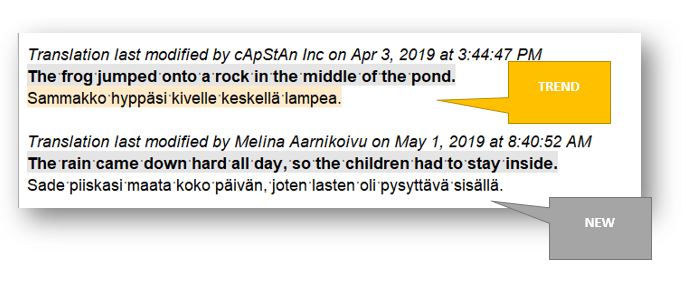 Translation last modified by cApStAn Inc on Apr 3, 2019 at 3:44:47 PM
The frog jumped onto a rock in the middle of the pond.
Sammakko hyppäsi kivelle keskellä lampea.
TREND
Translation last modified by Melina Aarnikoivu on May 1, 2019 at 8:40:52 AM
The rain came down hard all day, so the children had to stay inside.
Sade piiskasi maata koko päivän, joten lasten oli pysyttävä sisällä.
NEW